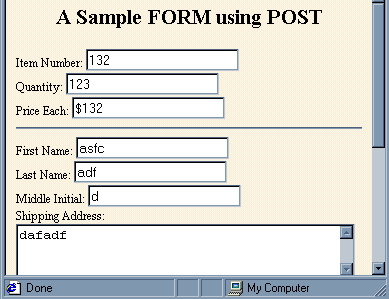 A Sample FORM using POST
Item Number: 132
Quantity: 123
Price Each: $132
First Name: asfc
Last Name: adf
Middle Initial: d
Shipping Address:
dafadf
Done My Computer